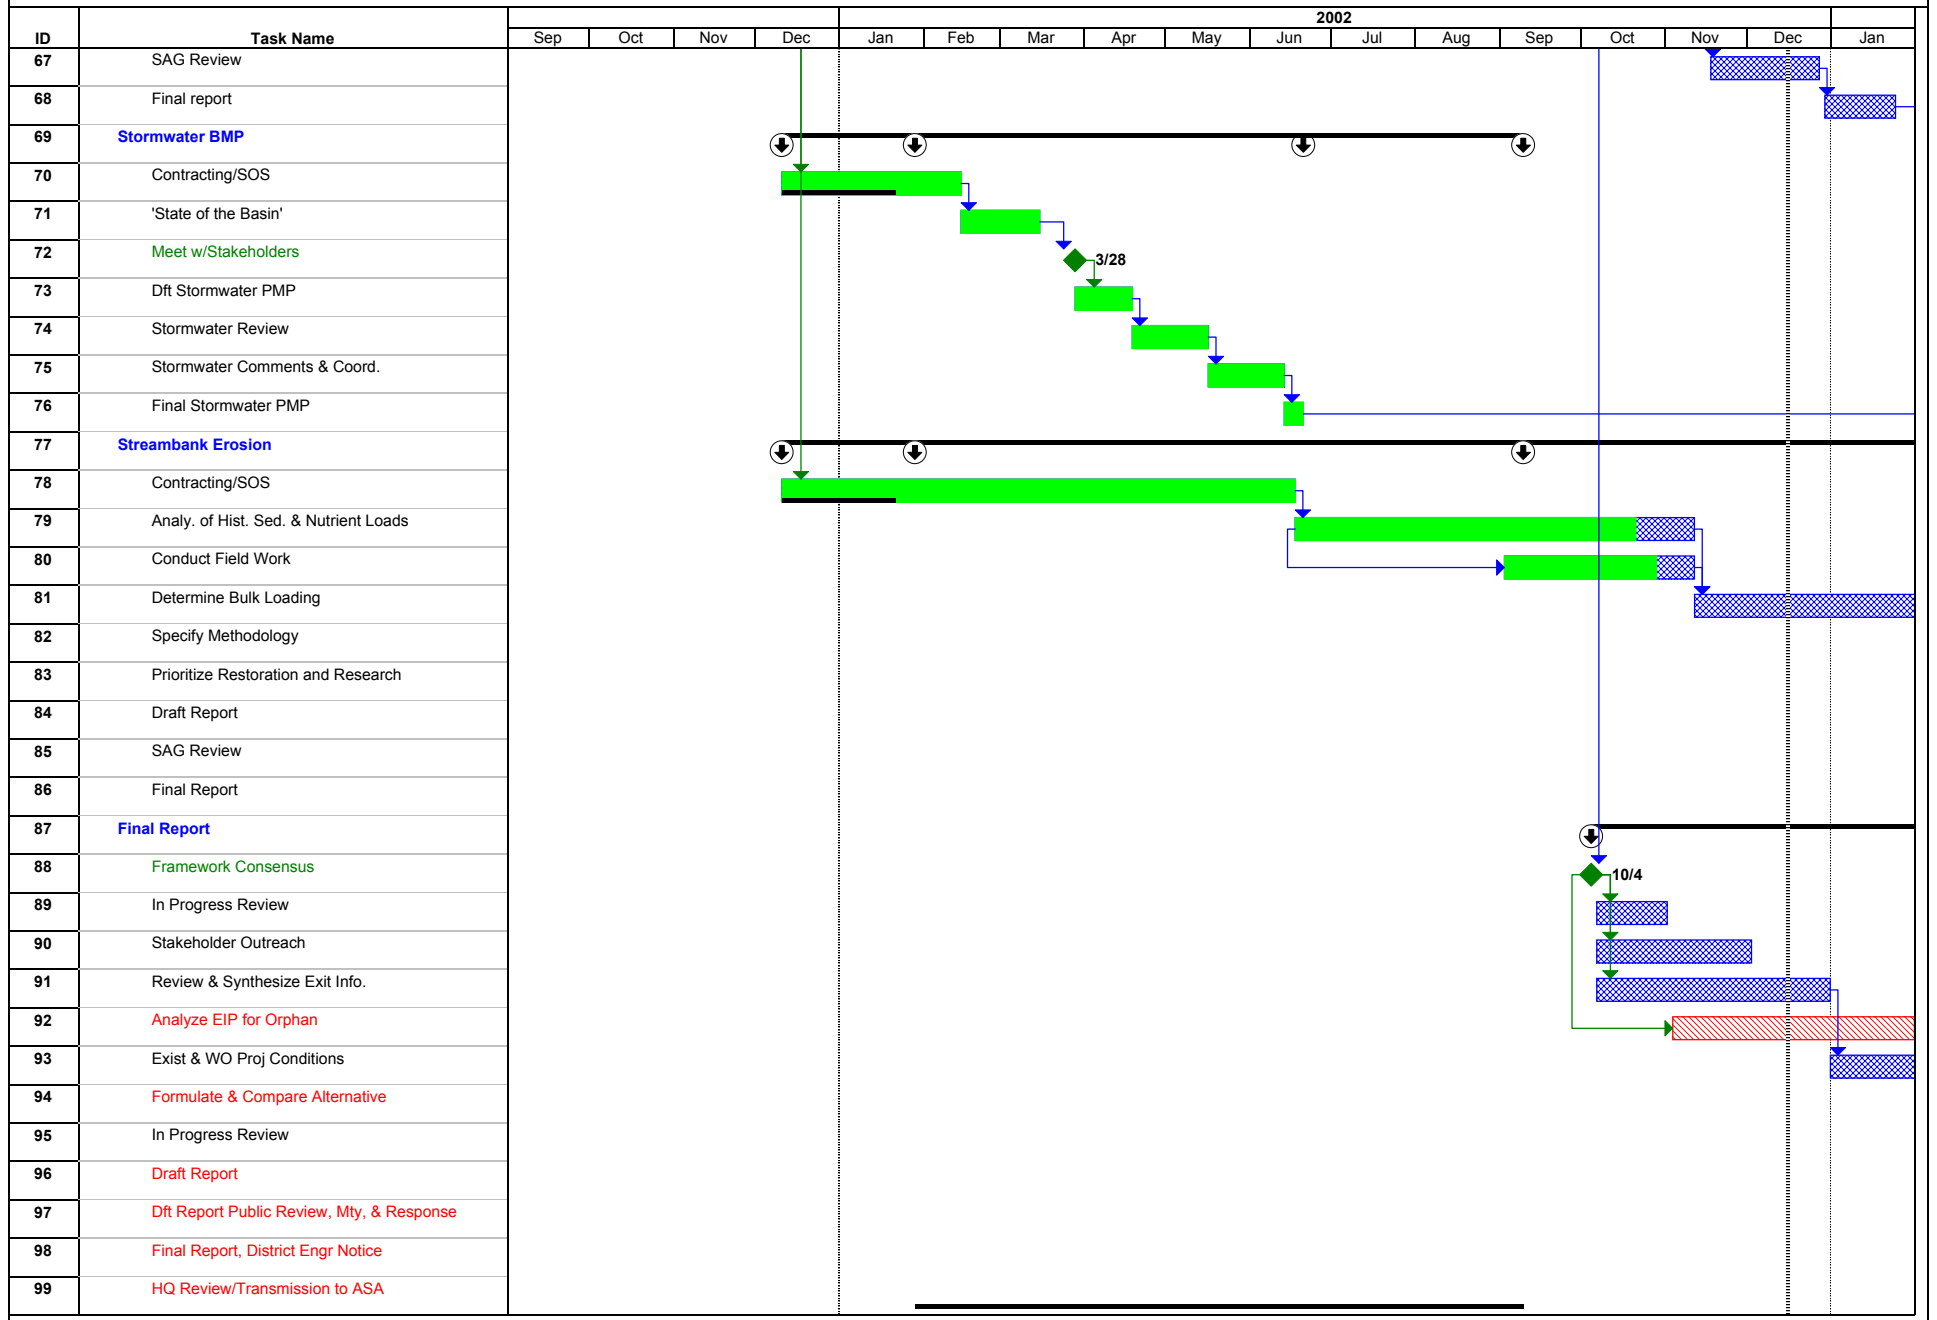 2002
ID Task Name Sep Oct Nov Dec Jan Feb Mar Apr May Jun Jul Aug Sep Oct Nov Dec Jan
67 SAG Review
68 Final report
69 Stormwater BMP
70 Contracting/SOS
71 'State of the Basin'
72 Meet w/Stakeholders 3/28
73 Dft Stormwater PMP
74 Stormwater Review
75 Stormwater Comments & Coord.
76 Final Stormwater PMP
77 Streambank Erosion
78 Contracting/SOS
79 Analy. of Hist. Sed. & Nutrient Loads
80 Conduct Field Work
81 Determine Bulk Loading
82 Specify Methodology
83 Prioritize Restoration and Research
84 Draft Report
85 SAG Review
86 Final Report
87 Final Report
88 Framework Consensus 10/4
89 In Progress Review
90 Stakeholder Outreach
91 Review & Synthesize Exit Info.
92 Analyze EIP for Orphan
93 Exist & WO Proj Conditions
94 Formulate & Compare Alternative
95 In Progress Review
96 Draft Report
97 Dft Report Public Review, Mty, & Response
98 Final Report, District Engr Notice
99 HQ Review/Transmission to ASA